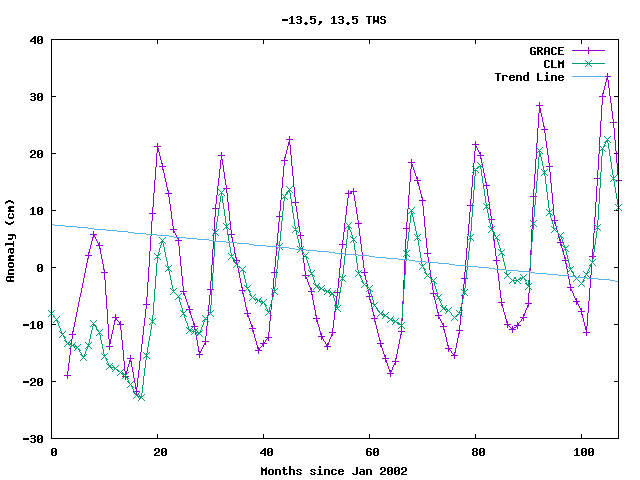 -13.5, 13.5 TWS
GRACE
CLM
Trend Line
40
30
20
10
0
-10
-20
-30
Anomaly (cm)
0 20 40 60 80 100
Months since Jan 2002